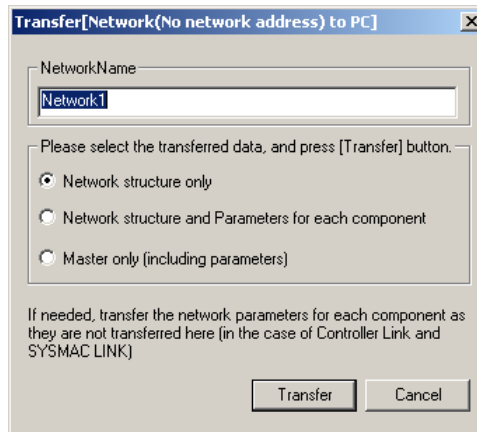 Transfer[Network(No network address) to PC]
NetworkName
Network1
Please select the transferred data, and press [Transfer] button.
Network structure only
Network structure and Parameters for each component
Master only (including parameters)
If needed, transfer the network parameters for each component as
they are not transferred here (in the case of Controller Link and
SYSMAC LINK)
Transfer
Cancel